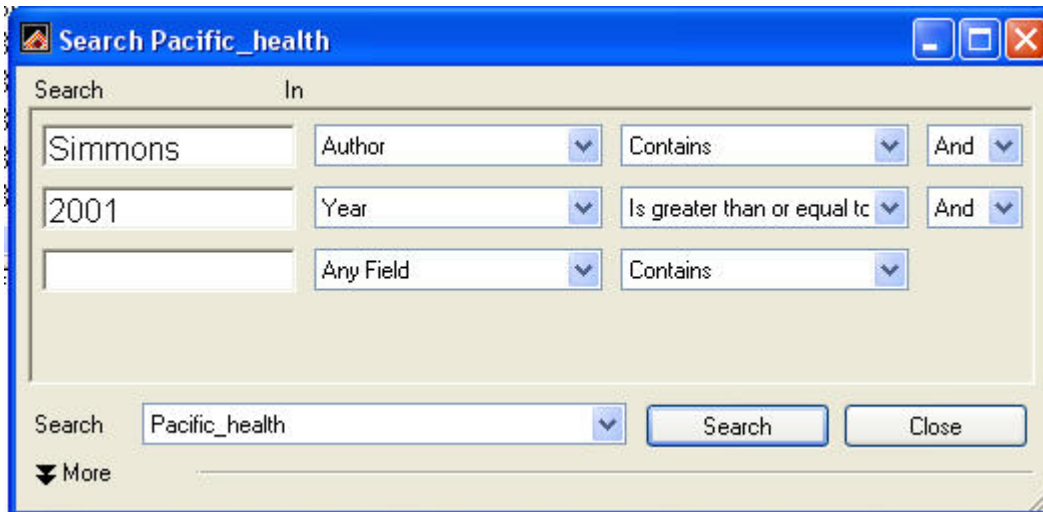 Search Pacific_health
Search In
Simmons Author Contains And
2001 Year Is greater than or equal to And
Any Field Contains
Search Pacific_health Search Close
More